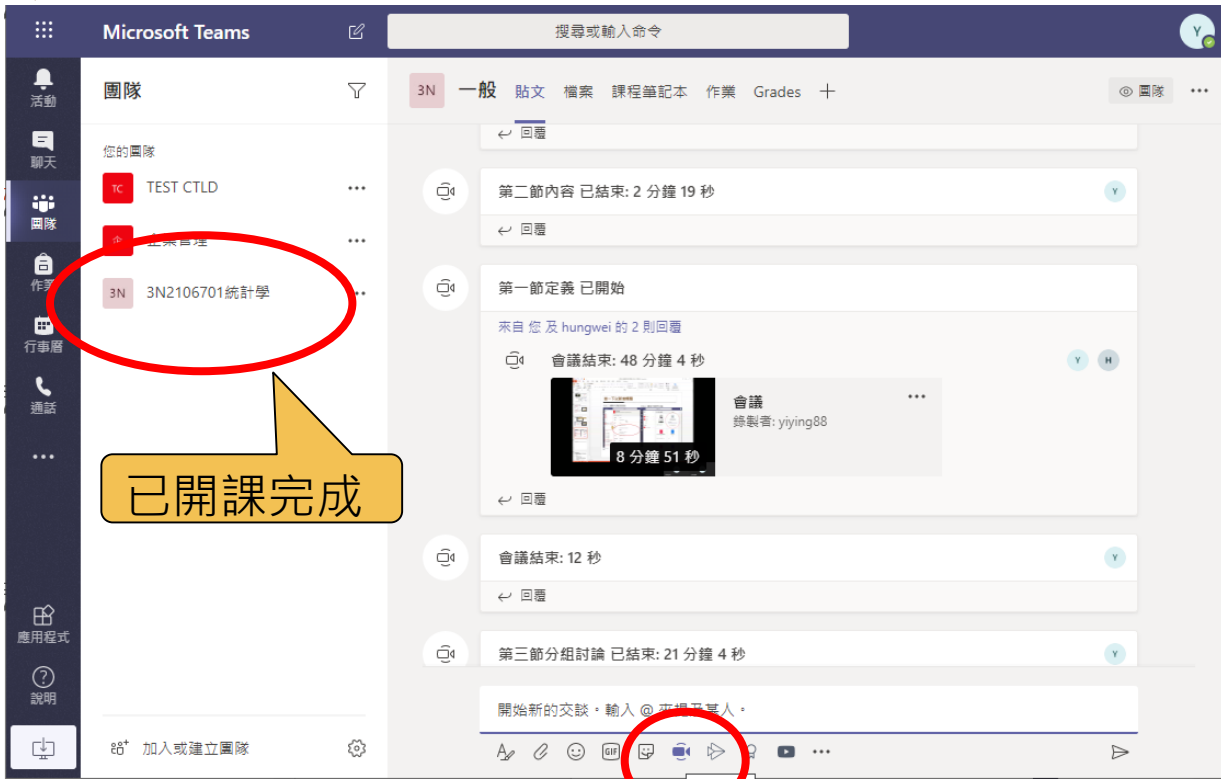 Microsoft Teams
搜尋或輸入命令
Y
活動
聊天
團隊
作業
行事曆
通話
應用程式
說明
團隊
您的團隊
TC TEST CTLD
企 企業管理
3N 3N2106701統計學
已開課完成
加入或建立團隊
3N 一般 貼文 檔案 課程筆記本 作業 Grades
團隊
回覆
第二節內容 已結束: 2 分鐘 19 秒
Y
回覆
第一節定義 已開始
來自 您 及 hungwei 的 2 則回覆
會議結束: 48 分鐘 4 秒
Y H
會議
錄製者: yiying88
8 分鐘 51 秒
回覆
會議結束: 12 秒
Y
回覆
第三節分組討論 已結束: 21 分鐘 4 秒
Y
開始新的交談。輸入 @ 來提及某人。
GIF